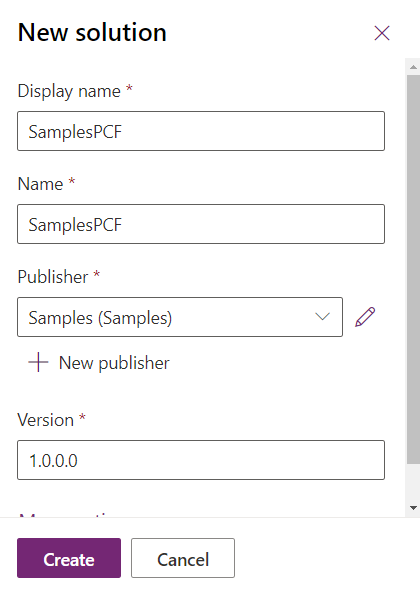 New solution
Display name *
SamplesPCF
Name *
SamplesPCF
Publisher *
Samples (Samples)
New publisher
Version *
1.0.0.0
Create
Cancel